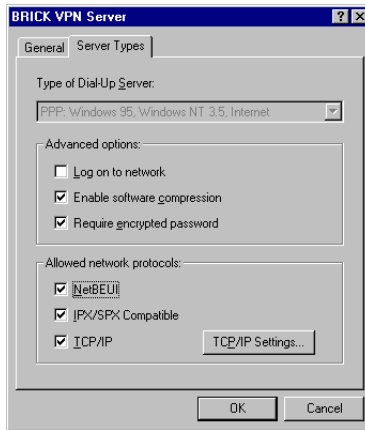 BRICK VPN Server
General Server Types
Type of Dial-Up Server:
PPP: Windows 95, Windows NT 3.5, Internet
Advanced options:
Log on to network
Enable software compression
Require encrypted password
Allowed network protocols:
NetBEUI
IPX/SPX Compatible
TCP/IP TCP/IP Settings...
OK Cancel